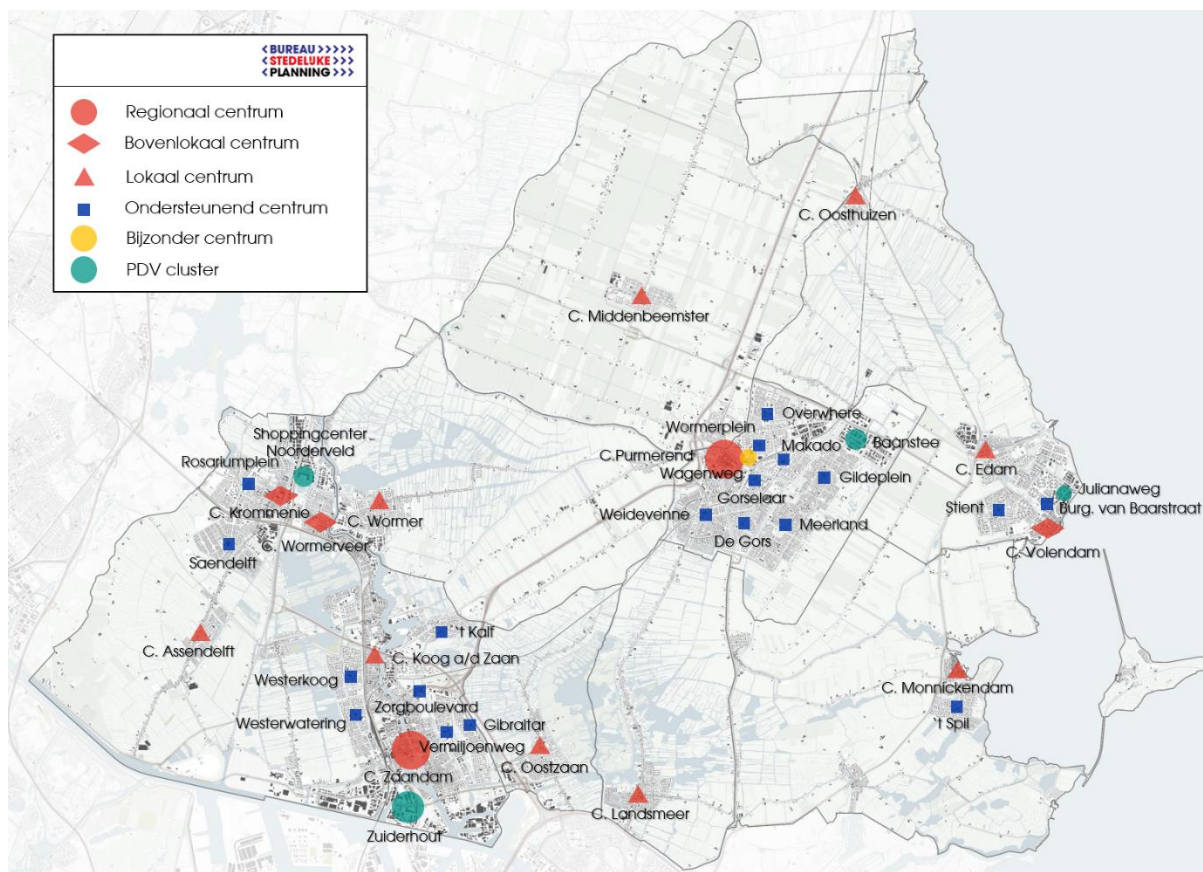 <BUREAU>>>>>
<STEDELIJKE
<PLANNING>>>
Regionaal centrum
Bovenlokaal centrum
Lokaal centrum
Ondersteunend centrum
Bijzonder centrum
PDV cluster
C. Oosthuizen
C. Middenbeemster
Overwhere
Wormerplein
Makado
Baanstee
C.Purmerend
Wagenweg
Gildeplein
Gorselaar
Weidevenne
De Gors
Meerland
C. Edam
Julianaweg
Stient
Burg. van Baarstraat
C. Volendam
Shoppingcenter
Noorderveld
Rosariumplein
C. Krommenie
C. Wormer
C. Wormerveer
Saendelft
C. Assendelft
't Kalf
C. Koog a/d Zaan
Westerkoog
Zorgboulevard
Westerwatering
Gibraltar
Vermiljoenweg
C. Zaandam
C. Oostzaan
Zuiderhout
C. Landsmeer
C. Monnickendam
't Spil